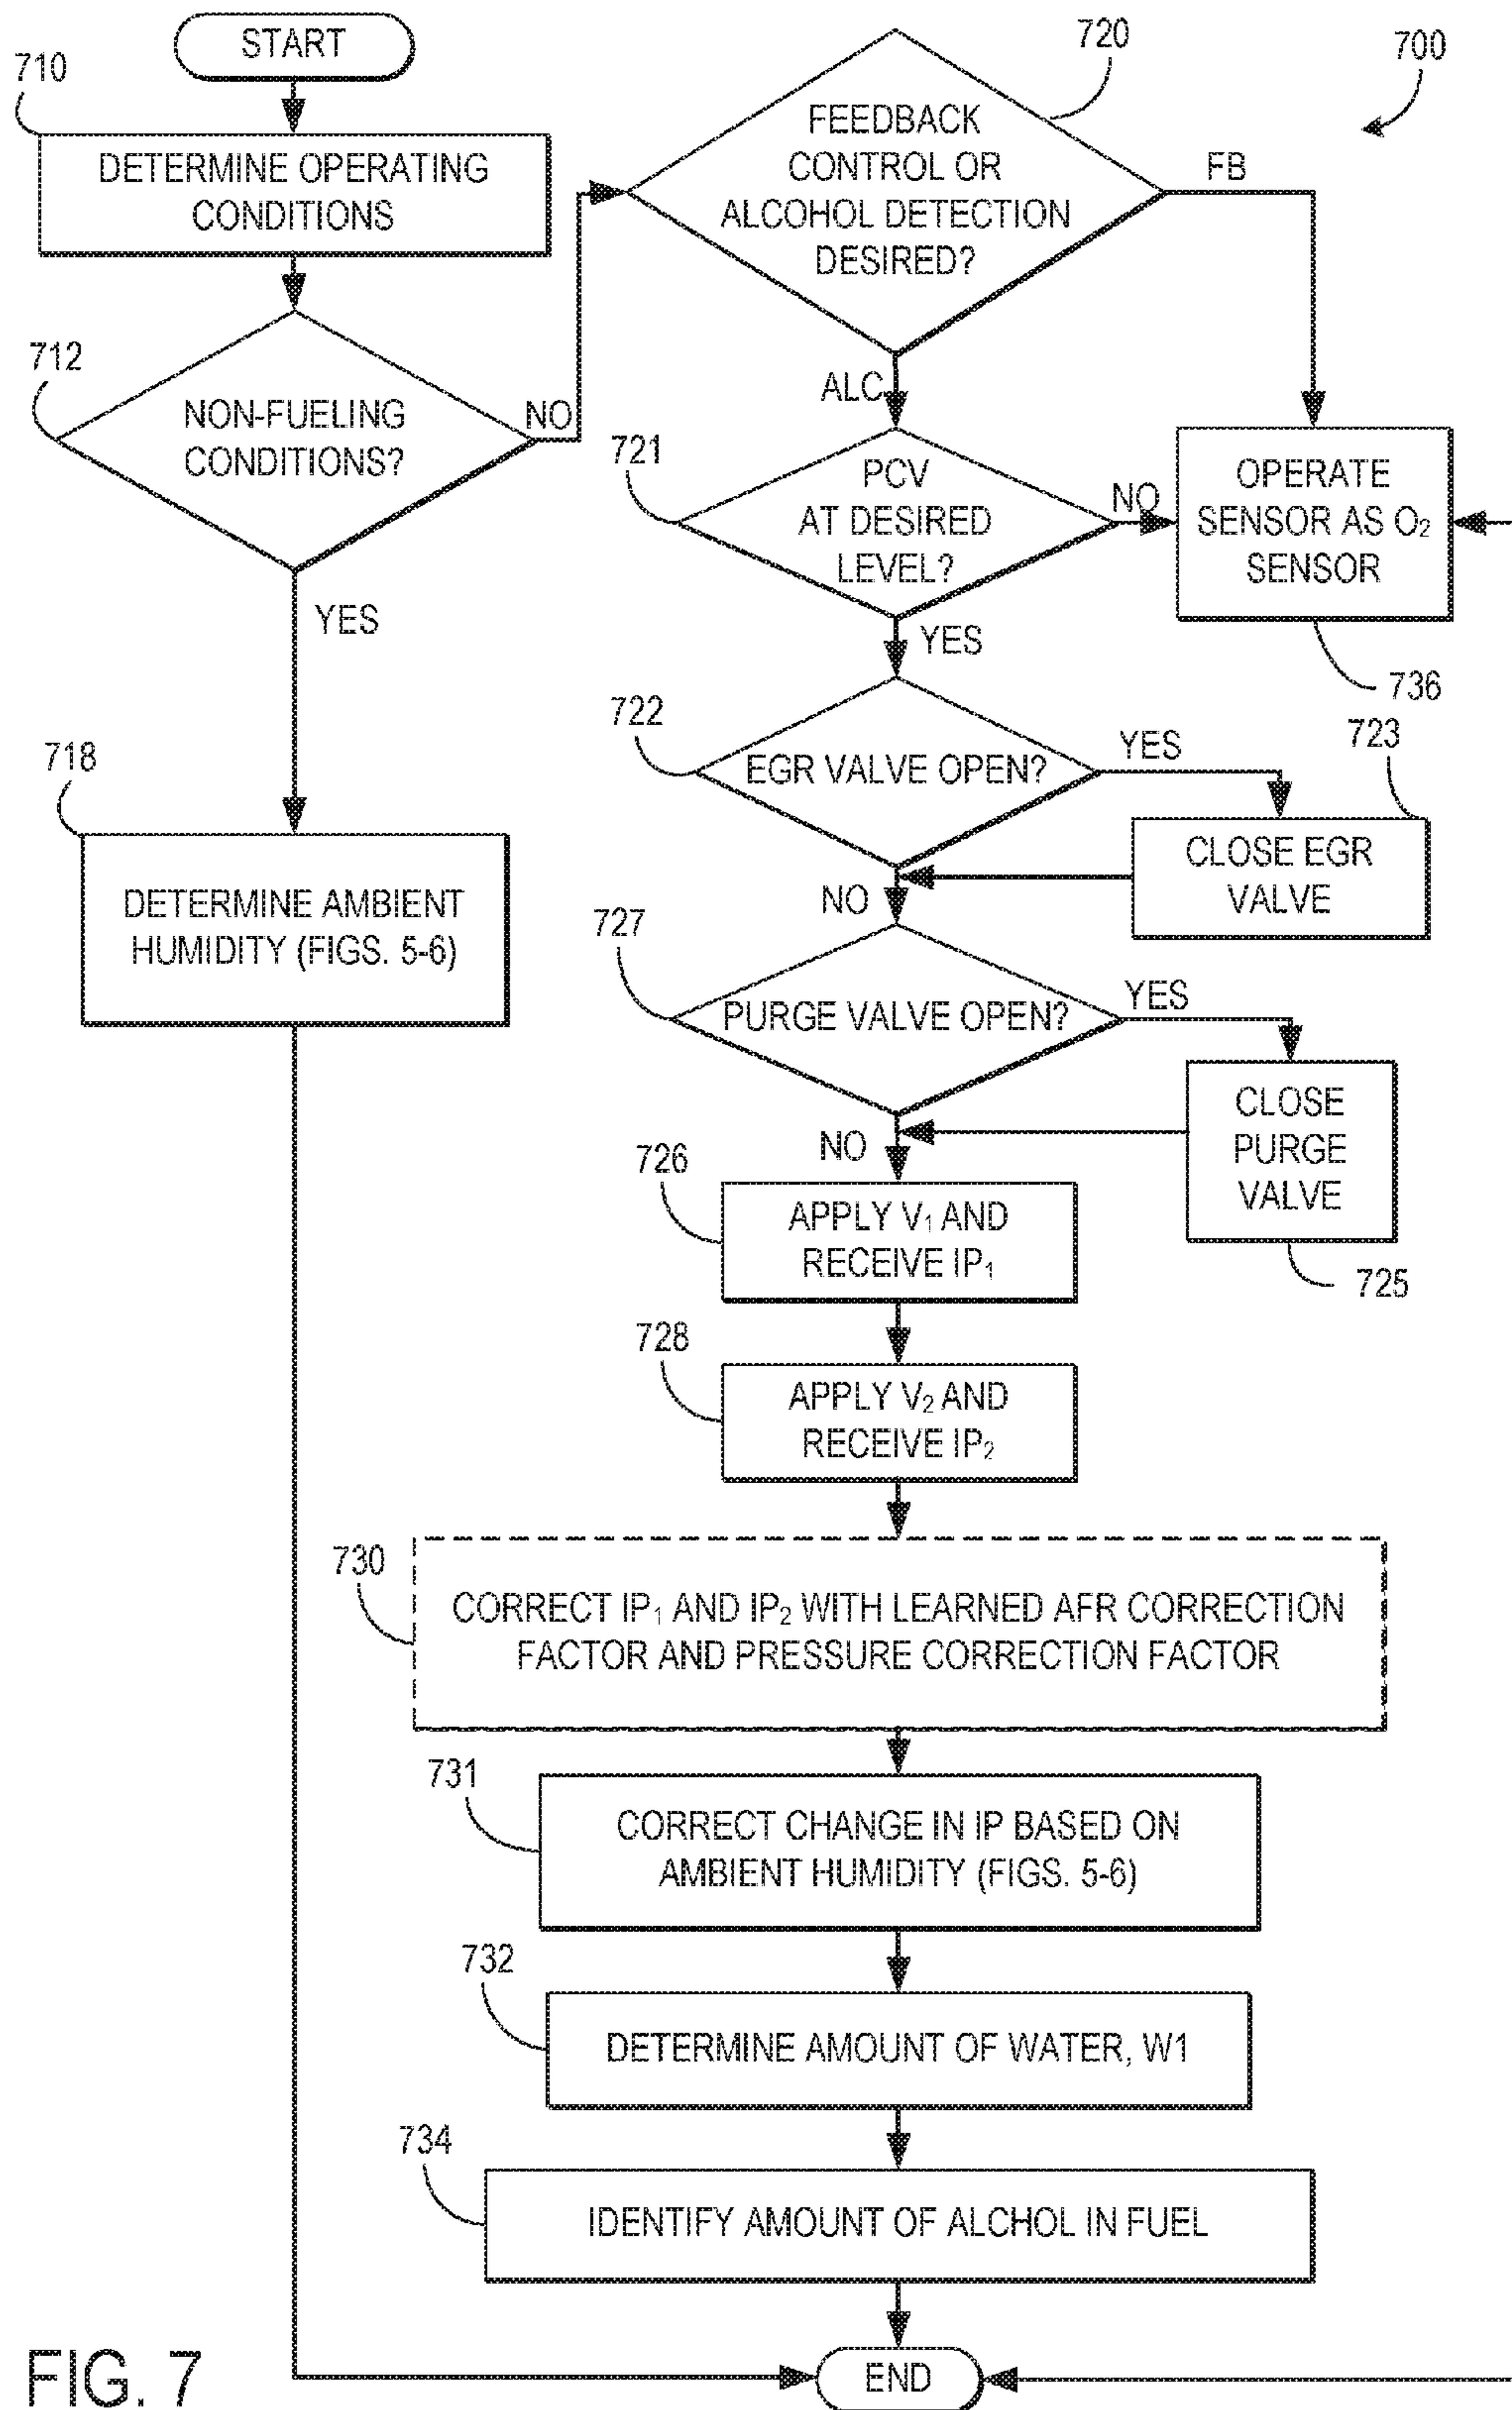 START
710
DETERMINE OPERATING
CONDITIONS
712
NON-FUELING
CONDITIONS?
NO
YES
718
DETERMINE AMBIENT
HUMIDITY (FIGS. 5-6)
720
700
FEEDBACK
CONTROL OR
ALCOHOL DETECTION
DESIRED?
FB
ALC
721
PCV
AT DESIRED
LEVEL?
NO
YES
OPERATE
SENSOR AS O₂
SENSOR
736
722
EGR VALVE OPEN?
YES
723
CLOSE EGR
VALVE
NO
727
PURGE VALVE OPEN?
YES
CLOSE
PURGE
VALVE
725
NO
726
APPLY V₁ AND
RECEIVE IP₁
728
APPLY V₂ AND
RECEIVE IP₂
730
CORRECT IP₁ AND IP₂ WITH LEARNED AFR CORRECTION
FACTOR AND PRESSURE CORRECTION FACTOR
731
CORRECT CHANGE IN IP BASED ON
AMBIENT HUMIDITY (FIGS. 5-6)
732
DETERMINE AMOUNT OF WATER, W1
734
IDENTIFY AMOUNT OF ALCHOL IN FUEL
END
FIG. 7